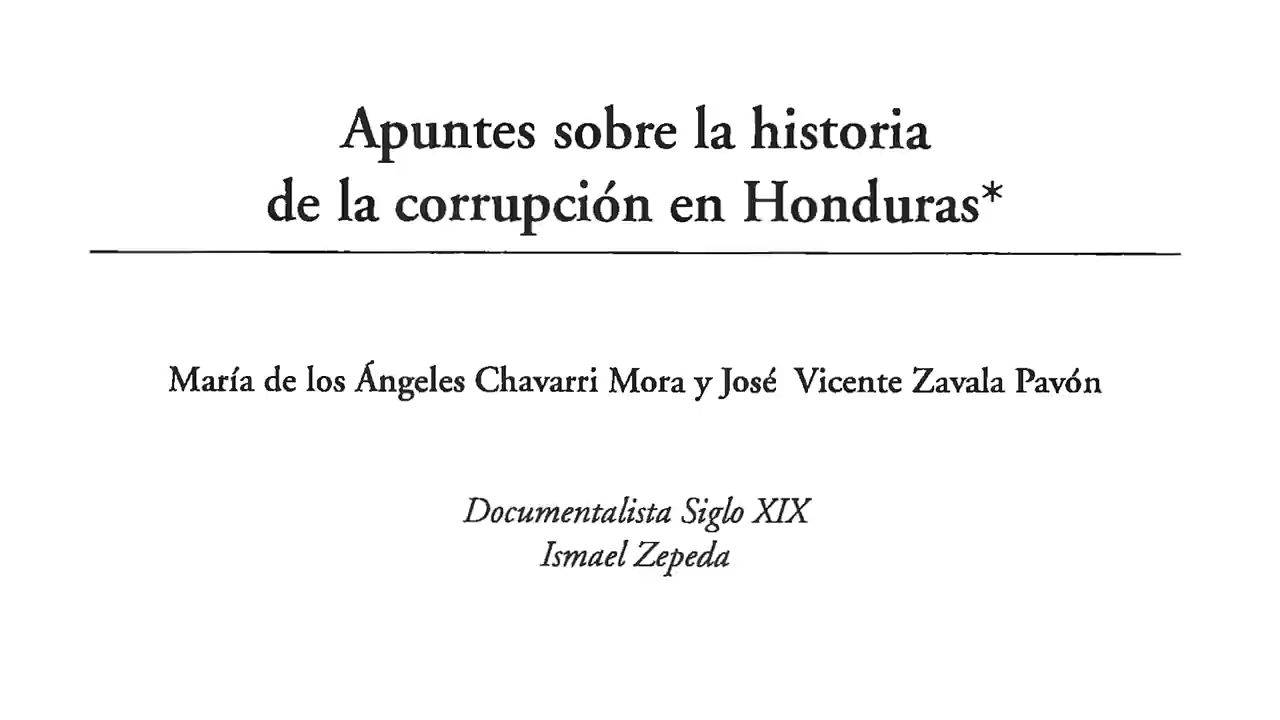 Apuntes sobre la historia
de la corrupción en Honduras*
María de los Ángeles Chavarri Mora y José Vicente Zavala Pavón
Documentalista Siglo XIX
Ismael Zepeda